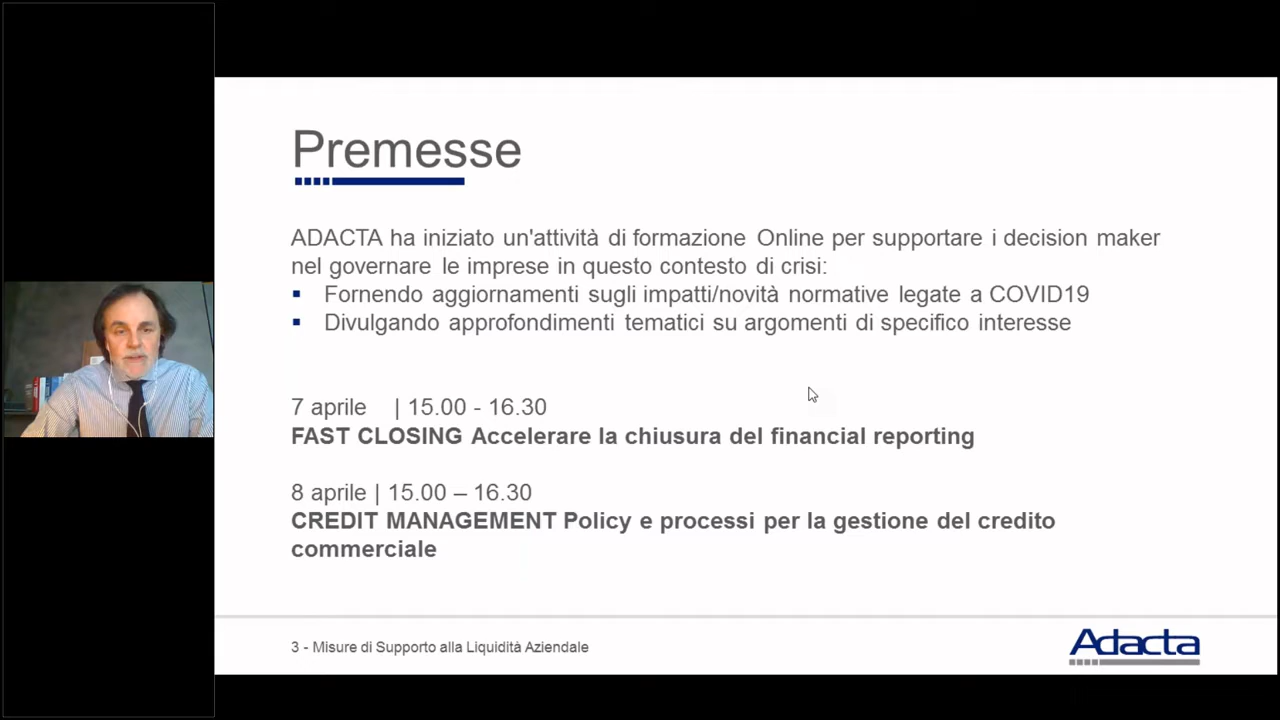 Premesse
ADACTA ha iniziato un'attività di formazione Online per supportare i decision maker
nel governare le imprese in questo contesto di crisi:
▪ Fornendo aggiornamenti sugli impatti/novità normative legate a COVID19
▪ Divulgando approfondimenti tematici su argomenti di specifico interesse
7 aprile | 15.00 - 16.30
FAST CLOSING Accelerare la chiusura del financial reporting
8 aprile | 15.00 – 16.30
CREDIT MANAGEMENT Policy e processi per la gestione del credito
commerciale
3 - Misure di Supporto alla Liquidità Aziendale
Adacta